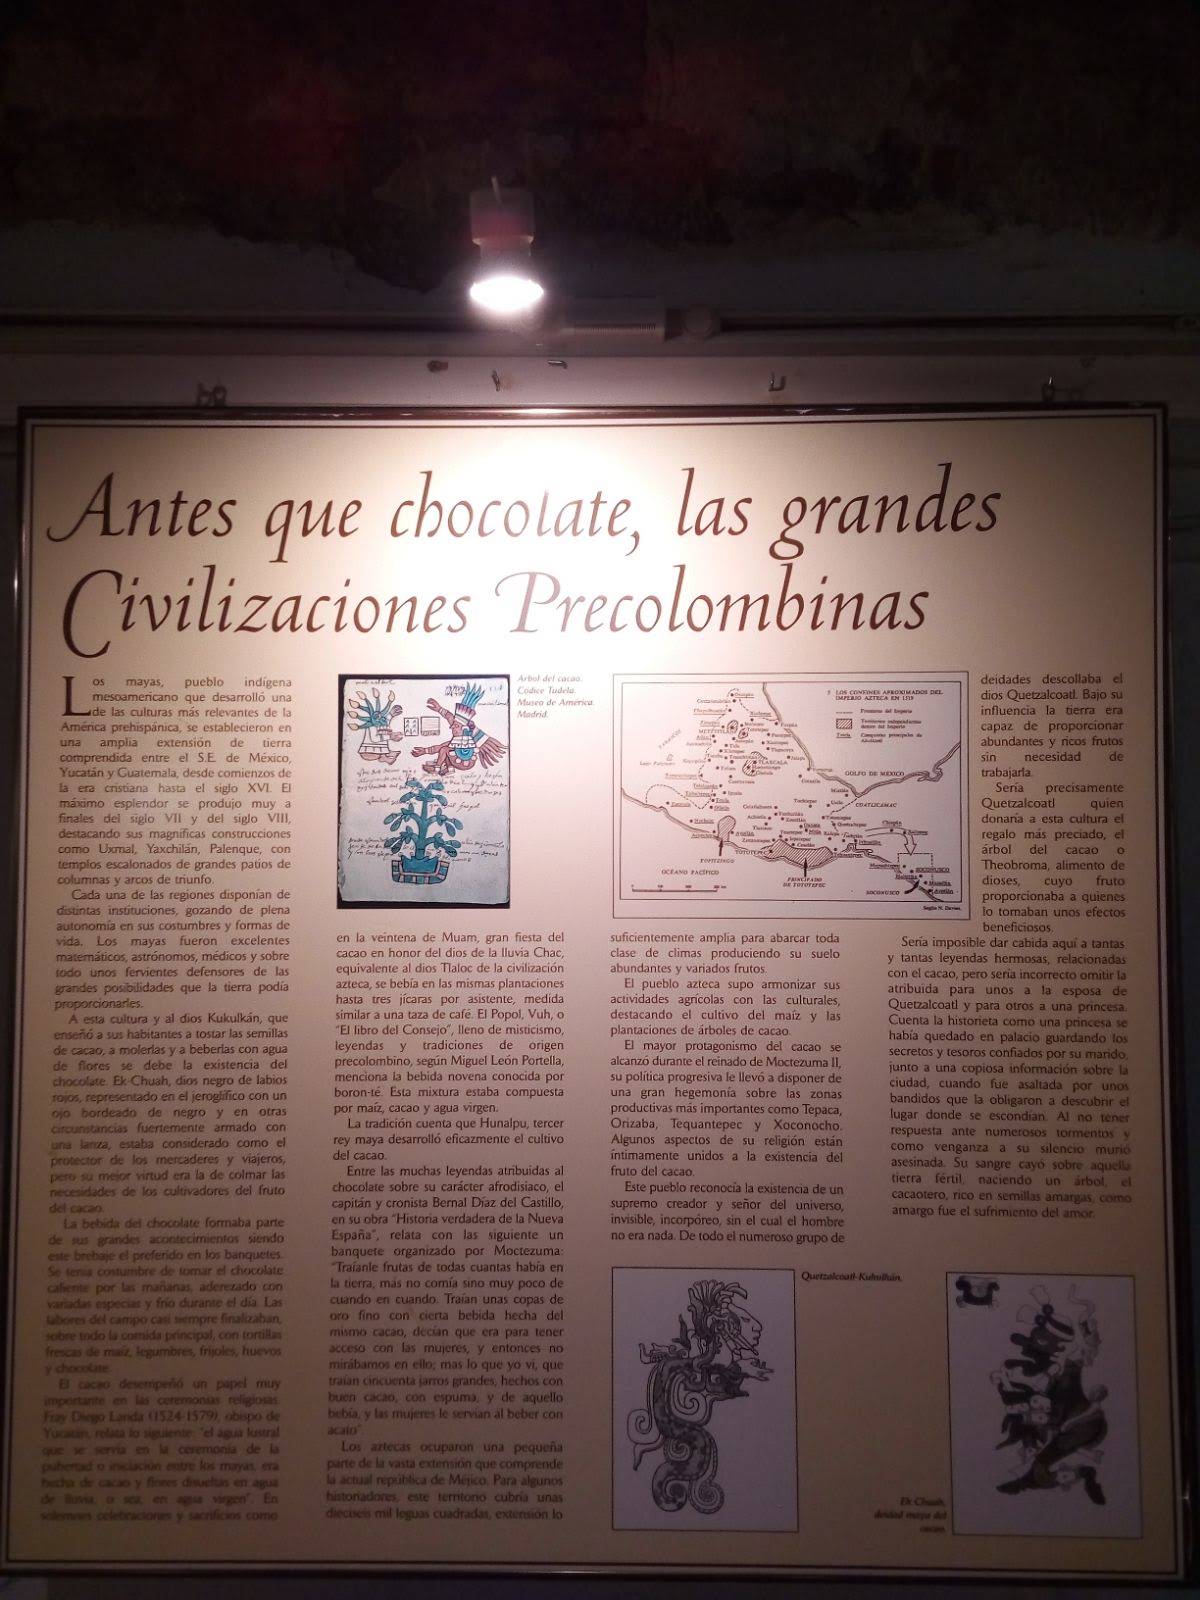 Antes que chocolate, las grandes
Civilizaciones Precolombinas
Los mayas, pueblo indígena
mesoamericano que desarrolló una
de las culturas más relevantes de la
América prehispánica, se establecieron en
una amplia extensión de tierra
comprendida entre el S.E. de México,
Yucatán y Guatemala, desde comienzos de
la era cristiana hasta el siglo XVI. El
máximo esplendor se produjo muy a
finales del siglo VII y del siglo VIII,
destacando sus magníficas construcciones
como Uxmal, Yaxchilán, Palenque, con
templos escalonados de grandes patios de
columnas y arcos de triunfo.
Cada una de las regiones disponían de
distintas instituciones, gozando de plena
autonomía en sus costumbres y formas de
vida. Los mayas fueron excelentes
matemáticos, astrónomos, médicos y sobre
todo unos fervientes defensores de las
grandes posibilidades que la tierra podía
proporcionarles.
A esta cultura y al dios Kukulkán, que
enseñó a sus habitantes a tostar las semillas
de cacao, a molerlas y a beberlas con agua
de flores se debe la existencia del
chocolate. Ek-Chuah, dios negro de labios
rojos, representado en el jeroglífico con un
ojo bordeado de negro y en otras
circunstancias fuertemente armado con
una lanza, estaba considerado como el
protector de los mercaderes y viajeros,
pero su mejor virtud era la de colmar las
necesidades de los cultivadores del fruto
del cacao.
La bebida del chocolate formaba parte
de sus grandes acontecimientos siendo
este brebaje el preferido en los banquetes.
Se tenía costumbre de tomar el chocolate
caliente por las mañanas, aderezado con
variadas especias y frío durante el día. Las
labores del campo casi siempre finalizaban,
sobre todo la comida principal, con tortillas
frescas de maíz, legumbres, frijoles, huevos
y chocolate.
El cacao desempeñó un papel muy
importante en las ceremonias religiosas.
Fray Diego Landa (1524-1579), obispo de
Yucatán, relata lo siguiente: "el agua lustral
que se servía en la ceremonia de la
pubertad o iniciación entre los mayas, era
hecha de cacao y flores disueltas en agua
de lluvia, o sea, en agua virgen". En
solemnes celebraciones y sacrificios como
Arbol del cacao.
Códice Tudela.
Museo de América.
Madrid.
en la veintena de Muam, gran fiesta del
cacao en honor del dios de la lluvia Chac,
equivalente al dios Tlaloc de la civilización
azteca, se bebía en las mismas plantaciones
hasta tres jícaras por asistente, medida
similar a una taza de café. El Popol, Vuh, o
"El libro del Consejo", lleno de misticismo,
leyendas y tradiciones de origen
precolombino, según Miguel León Portella,
menciona la bebida novena conocida por
boron-té. Esta mixtura estaba compuesta
por maíz, cacao y agua virgen.
La tradición cuenta que Hunalpu, tercer
rey maya desarrolló eficazmente el cultivo
del cacao.
Entre las muchas leyendas atribuidas al
chocolate sobre su carácter afrodisiaco, el
capitán y cronista Bernal Díaz del Castillo,
en su obra "Historia verdadera de la Nueva
España", relata con las siguiente un
banquete organizado por Moctezuma:
"Traíanle frutas de todas cuantas había en
la tierra, más no comía sino muy poco de
cuando en cuando. Traían unas copas de
oro fino con cierta bebida hecha del
mismo cacao, decían que era para tener
acceso con las mujeres, y entonces no
mirábamos en ello; mas lo que yo ví, que
traían cincuenta jarros grandes, hechos con
buen cacao, con espuma, y de aquello
bebía, y las mujeres le servían al beber con
acato".
Los aztecas ocuparon una pequeña
parte de la vasta extensión que comprende
la actual república de Méjico. Para algunos
historiadores, este territorio cubría unas
dieciseis mil leguas cuadradas, extensión lo
5 LOS CONFINES APROXIMADOS DEL
IMPERIO AZTECA EN 1519
Fronteras del Imperio
Territorios independientes
dentro del Imperio
GOLFO DE MÉXICO
TLAXCALA
COATLICAMAC
YOPITZINGO
TOTOTEPEC
PRINCIPADO
DE TOTOTEPEC
OCÉANO PACÍFICO
SOCONUSCO
XOCONUSCO
Según N. Davies.
suficientemente amplia para abarcar toda
clase de climas produciendo su suelo
abundantes y variados frutos.
El pueblo azteca supo armonizar sus
actividades agrícolas con las culturales,
destacando el cultivo del maíz y las
plantaciones de árboles de cacao.
El mayor protagonismo del cacao se
alcanzó durante el reinado de Moctezuma II,
su política progresiva le llevó a disponer de
una gran hegemonía sobre las zonas
productivas más importantes como Tepaca,
Orizaba, Tequantepec y Xoconocho.
Algunos aspectos de su religión están
íntimamente unidos a la existencia del
fruto del cacao.
Este pueblo reconocía la existencia de un
supremo creador y señor del universo,
invisible, incorpóreo, sin el cual el hombre
no era nada. De todo el numeroso grupo de
deidades descollaba el
dios Quetzalcoatl. Bajo su
influencia la tierra era
capaz de proporcionar
abundantes y ricos frutos
sin necesidad de
trabajarla.
Sería precisamente
Quetzalcoatl quien
donaría a esta cultura el
regalo más preciado, el
árbol del cacao o
Theobroma, alimento de
dioses, cuyo fruto
proporcionaba a quienes
lo tomaban unos efectos
beneficiosos.
Sería imposible dar cabida aquí a tantas
y tantas leyendas hermosas, relacionadas
con el cacao, pero sería incorrecto omitir la
atribuida para unos a la esposa de
Quetzalcoatl y para otros a una princesa.
Cuenta la historieta como una princesa se
había quedado en palacio guardando los
secretos y tesoros confiados por su marido,
junto a una copiosa información sobre la
ciudad, cuando fue asaltada por unos
bandidos que la obligaron a descubrir el
lugar donde se escondían. Al no tener
respuesta ante numerosos tormentos y
como venganza a su silencio murió
asesinada. Su sangre cayó sobre aquella
tierra fértil, naciendo un árbol, el
cacaotero, rico en semillas amargas, como
amargo fue el sufrimiento del amor.
Quetzalcoatl-Kukulkán.
Ek Chuah,
deidad maya del
cacao.